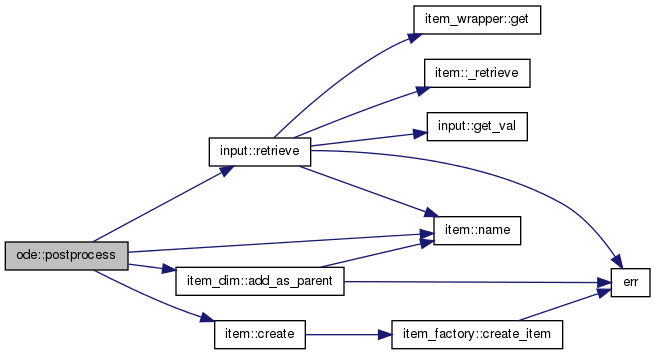 item_wrapper::get
item::_retrieve
input::get_val
input::retrieve
item::name
ode::postprocess
item_dim::add_as_parent
err
item::create
item_factory::create_item